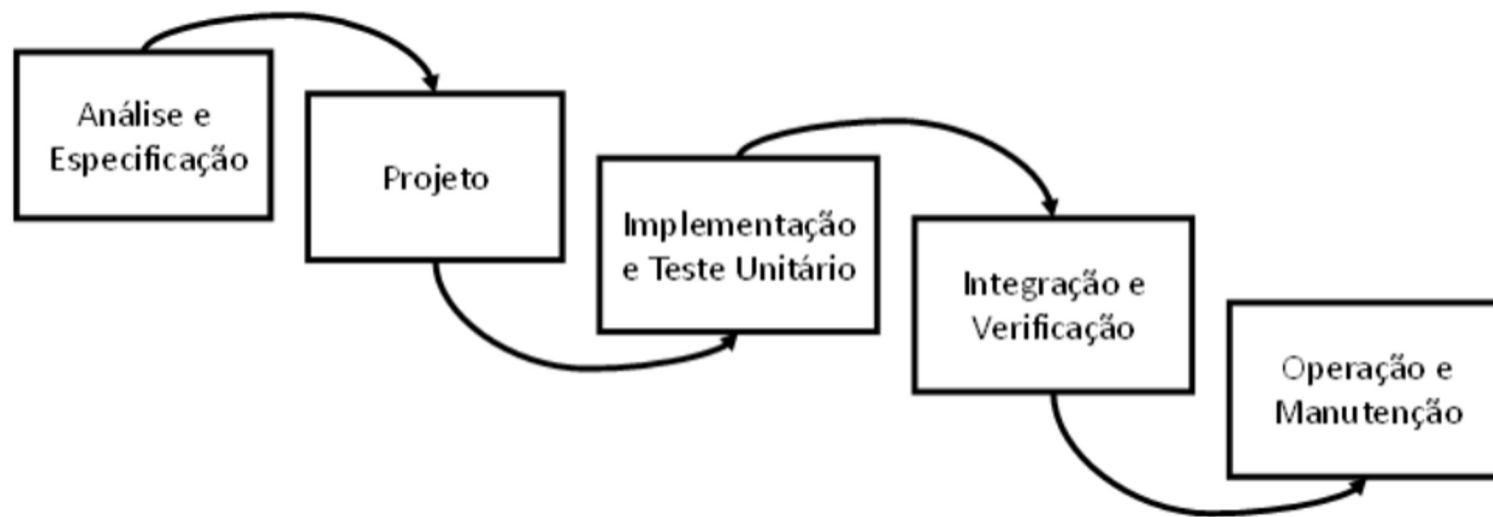 Análise e
Especificação
Projeto
Implementação
e Teste Unitário
Integração e
Verificação
Operação e
Manutenção